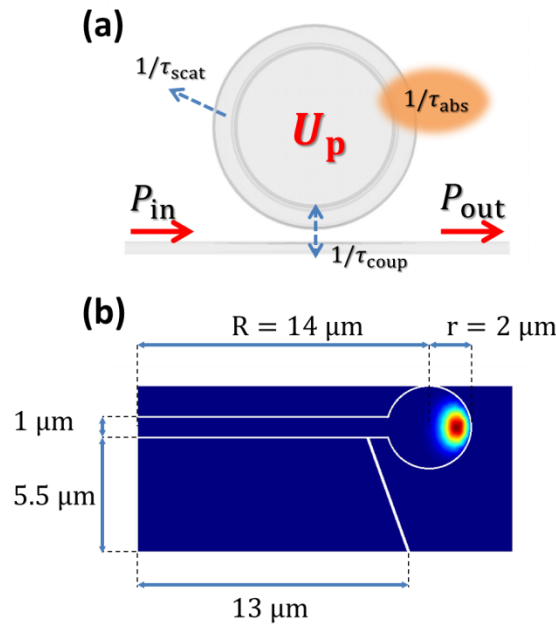 (a)
1/τscat
1/τabs
Up
Pin
Pout
1/τcoup
(b)
R = 14 μm
r = 2 μm
1 μm
5.5 μm
13 μm